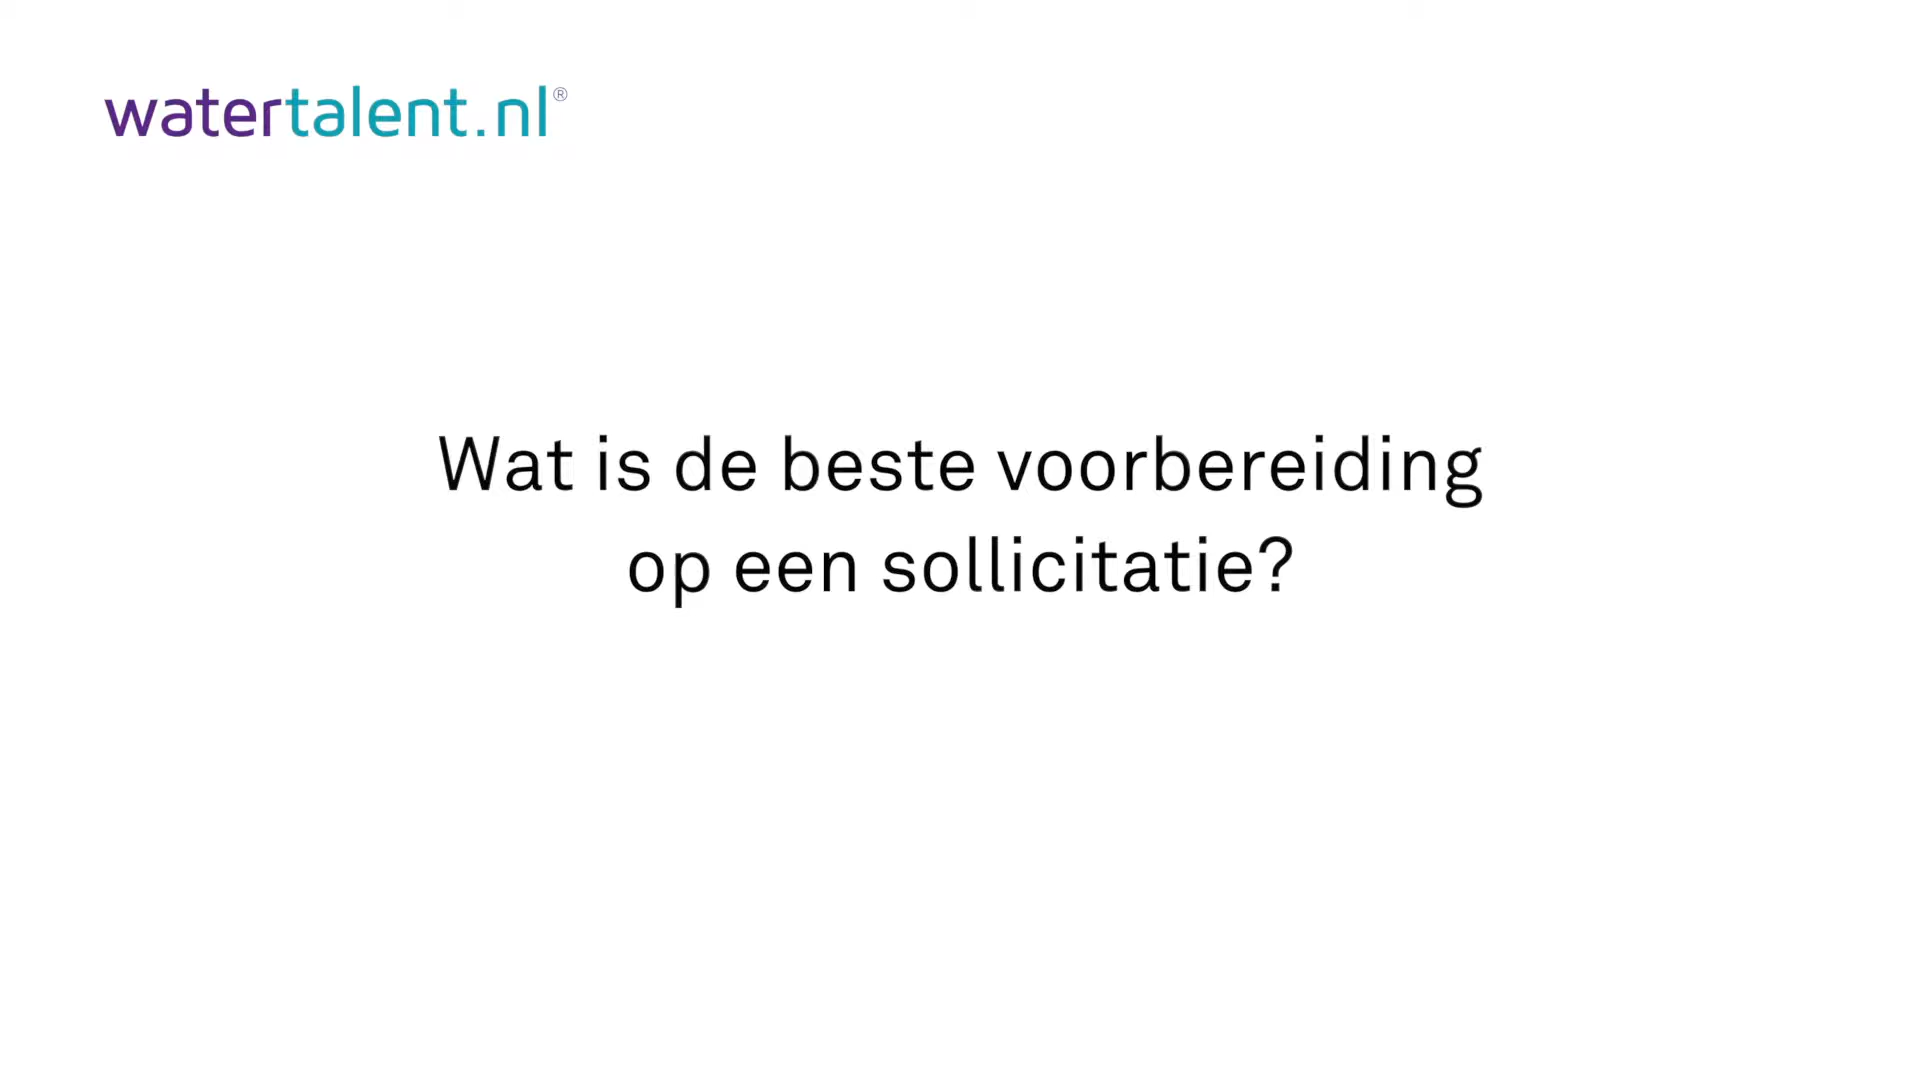 watertalent.nl®
Wat is de beste voorbereiding
op een sollicitatie?